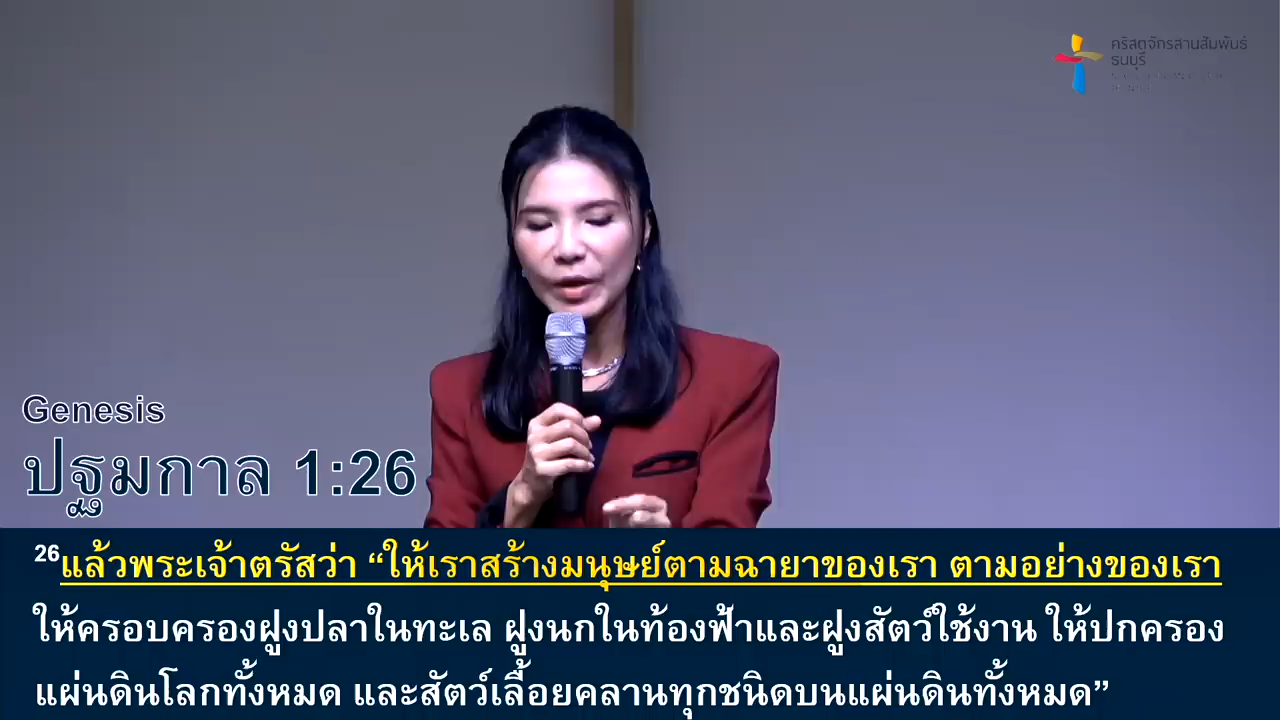 คริสตจักรสานสัมพันธ์
ธนบุรี
Genesis
ปฐมกาล 1:26
26แล้วพระเจ้าตรัสว่า “ให้เราสร้างมนุษย์ตามฉายาของเรา ตามอย่างของเรา
ให้ครอบครองฝูงปลาในทะเล ฝูงนกในท้องฟ้าและฝูงสัตว์ใช้งาน ให้ปกครอง
แผ่นดินโลกทั้งหมด และสัตว์เลื้อยคลานทุกชนิดบนแผ่นดินทั้งหมด”